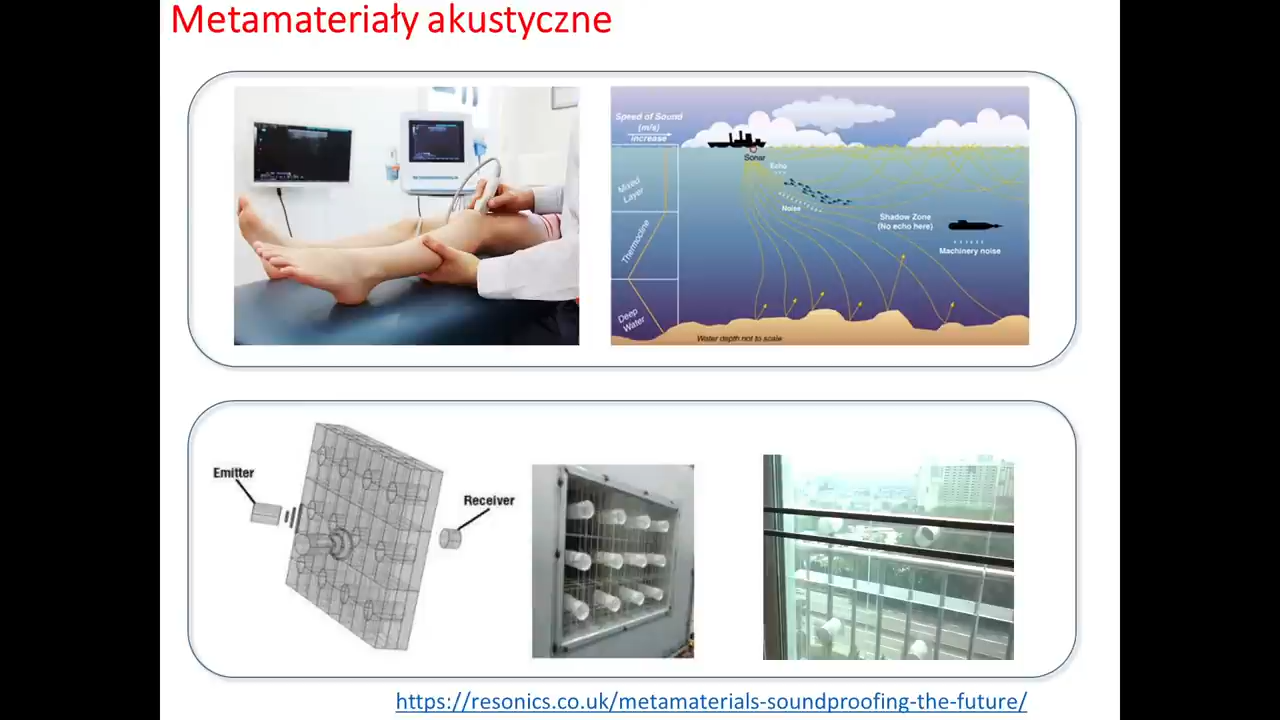 Metamateriały akustyczne
Speed of Sound
(m/s)
increase
Mixed
Layer
Thermocline
Deep
Water
Sonar
Echo
Noise
Shadow Zone
(No echo here)
Machinery noise
Water depth not to scale
Emitter
Receiver
https://resonics.co.uk/metamaterials-soundproofing-the-future/